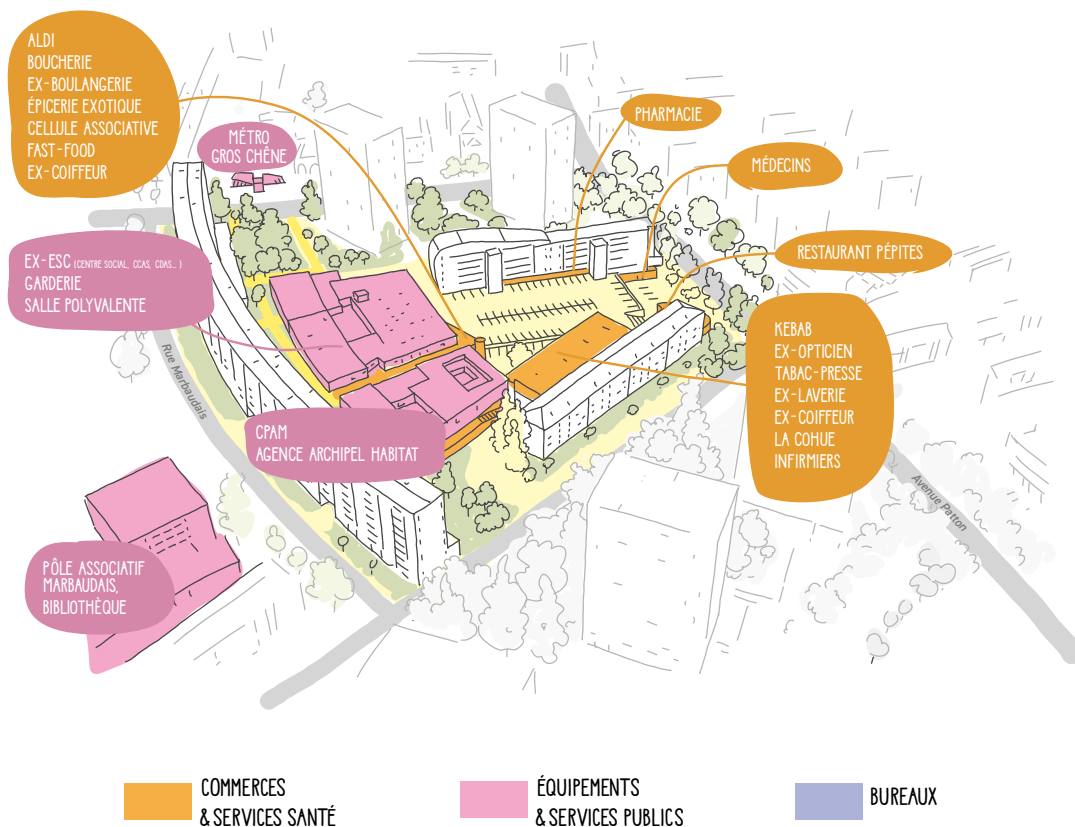 ALDI
BOUCHERIE
EX-BOULANGERIE
ÉPICERIE EXOTIQUE
CELLULE ASSOCIATIVE
FAST-FOOD
EX-COIFFEUR
MÉTRO
GROS CHÊNE
PHARMACIE
MÉDECINS
RESTAURANT PÉPITES
EX-ESC (CENTRE SOCIAL, CCAS, CDAS... )
GARDERIE
SALLE POLYVALENTE
KEBAB
EX-OPTICIEN
TABAC-PRESSE
EX-LAVERIE
EX-COIFFEUR
LA COHUE
INFIRMIERS
Rue Marbaudais
CPAM
AGENCE ARCHIPEL HABITAT
Avenue Patton
PÔLE ASSOCIATIF
MARBAUDAIS,
BIBLIOTHÈQUE
COMMERCES
& SERVICES SANTÉ
ÉQUIPEMENTS
& SERVICES PUBLICS
BUREAUX